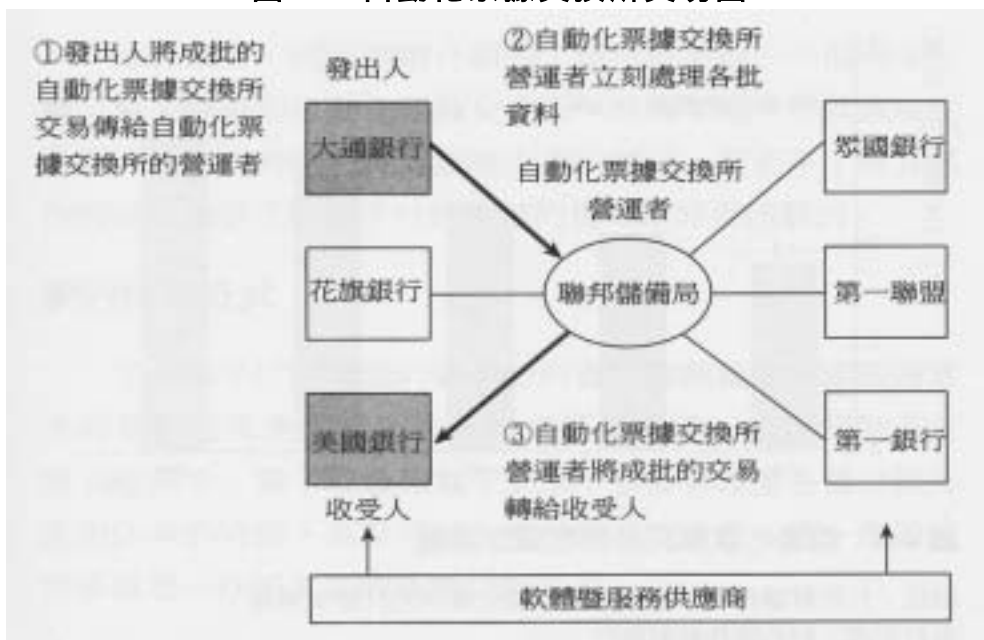 ①發出人將成批的
自動化票據交換所
交易傳給自動化票
據交換所的營運者
發出人
②自動化票據交換所
營運者立刻處理各批
資料
大通銀行
自動化票據交換所
營運者
眾國銀行
花旗銀行
聯邦儲備局
第一聯盟
美國銀行
③自動化票據交換所
營運者將成批的交易
轉給收受人
第一銀行
收受人
軟體暨服務供應商